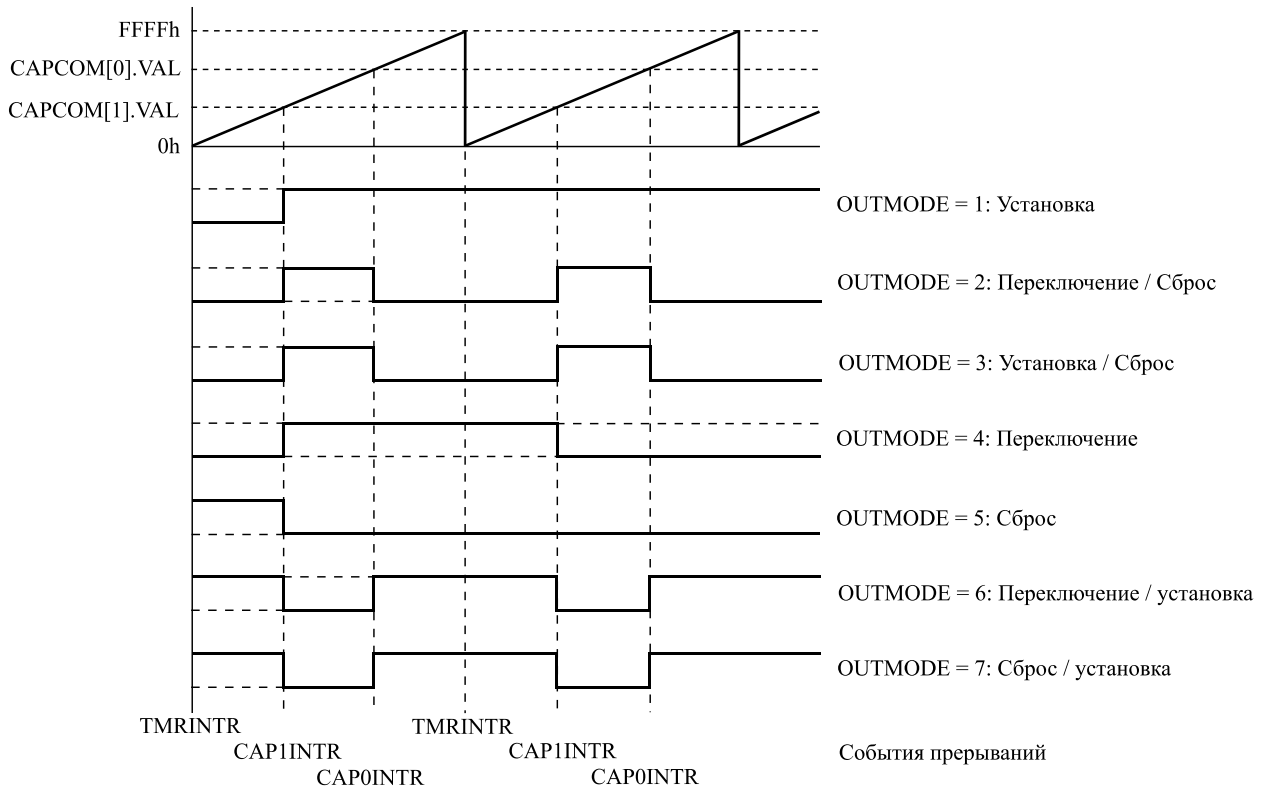 FFFFh
CAPCOM[0].VAL
CAPCOM[1].VAL
0h
OUTMODE = 1: Установка
OUTMODE = 2: Переключение / Сброс
OUTMODE = 3: Установка / Сброс
OUTMODE = 4: Переключение
OUTMODE = 5: Сброс
OUTMODE = 6: Переключение / установка
OUTMODE = 7: Сброс / установка
TMRINTR TMRINTR
CAP1INTR CAP1INTR События прерываний
CAP0INTR CAP0INTR